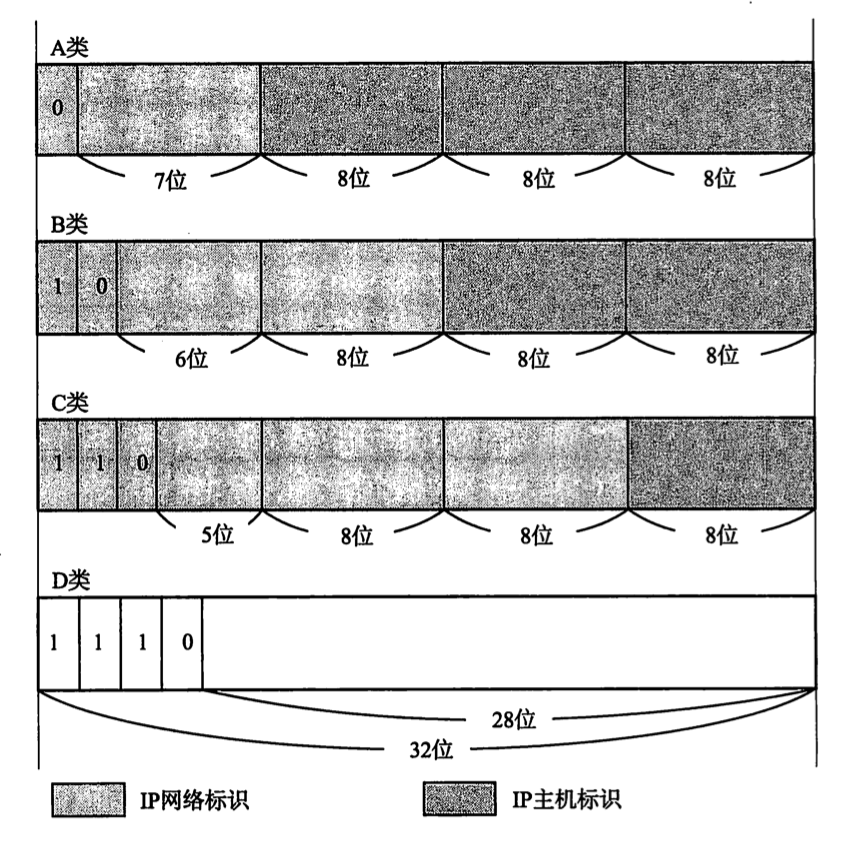 A类
0
7位 8位 8位 8位
B类
1 0
6位 8位 8位 8位
C类
1 1 0
5位 8位 8位 8位
D类
1 1 1 0
28位
32位
IP网络标识 IP主机标识